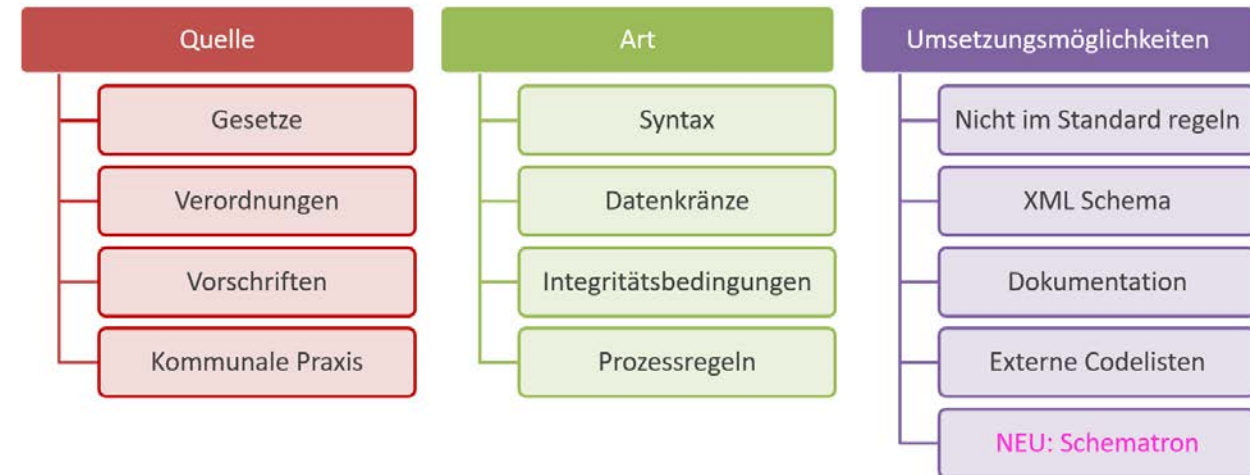 Quelle
Gesetze
Verordnungen
Vorschriften
Kommunale Praxis
Art
Syntax
Datenkränze
Integritätsbedingungen
Prozessregeln
Umsetzungsmöglichkeiten
Nicht im Standard regeln
XML Schema
Dokumentation
Externe Codelisten
NEU: Schematron